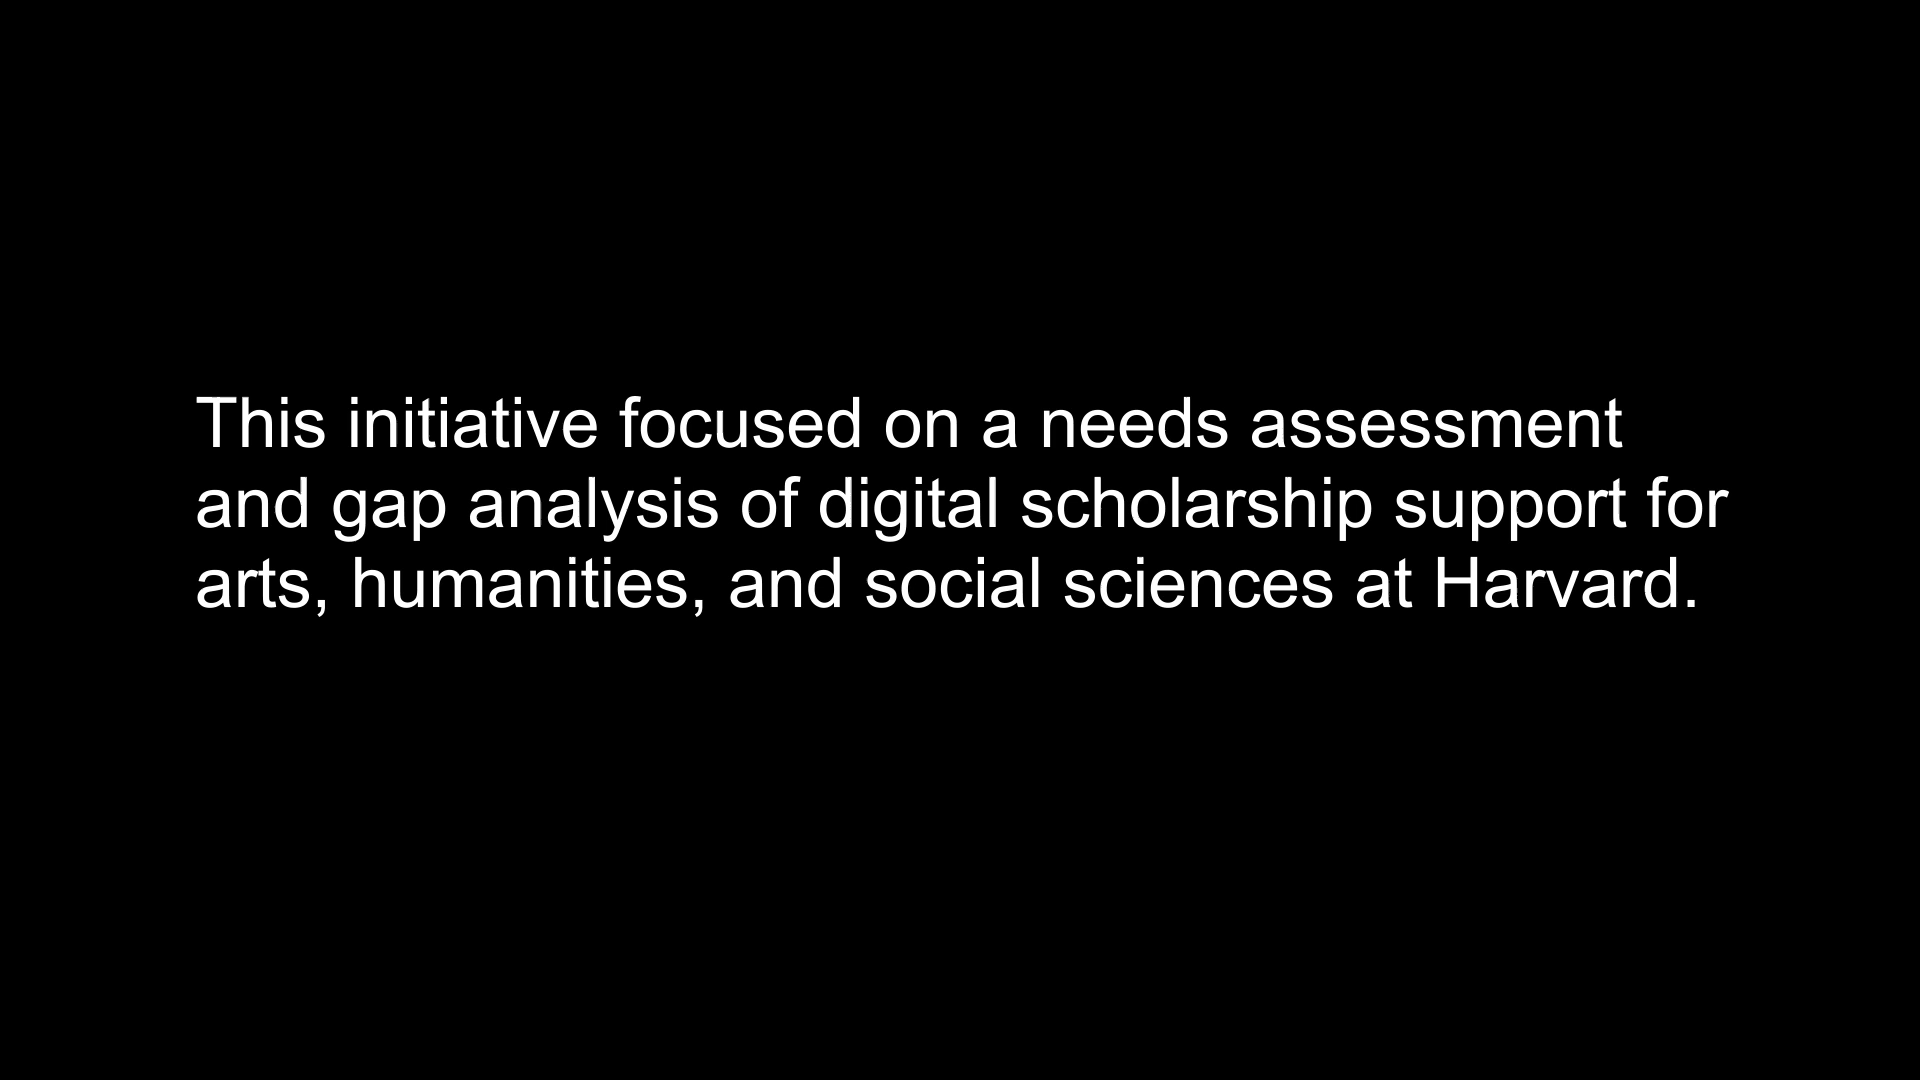 This initiative focused on a needs assessment
and gap analysis of digital scholarship support for
arts, humanities, and social sciences at Harvard.